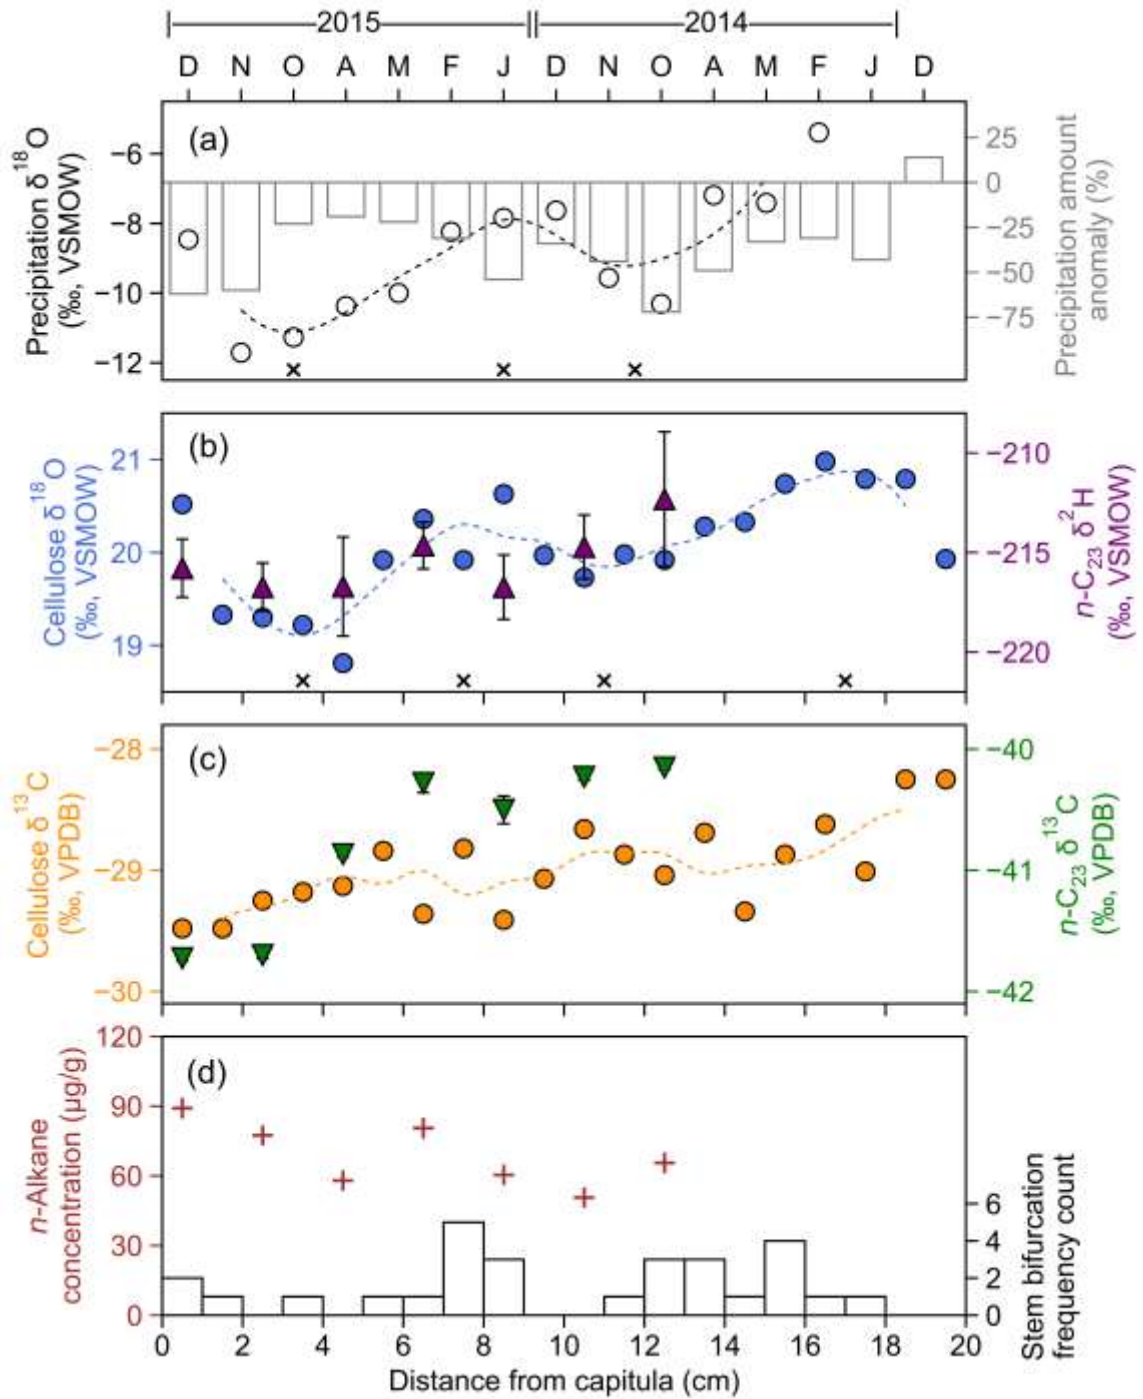 2015 2014
D N O A M F J D N O A M F J D
(a)
Precipitation δ¹⁸O
(‰, VSMOW)
−6
−8
−10
−12
25
0
−25
−50
−75
Precipitation amount
anomaly (%)
(b)
Cellulose δ¹⁸O
(‰, VSMOW)
21
20
19
−210
−215
−220
n-C₂₃ δ²H
(‰, VSMOW)
(c)
Cellulose δ¹³C
(‰, VPDB)
−28
−29
−30
−40
−41
−42
n-C₂₃ δ¹³C
(‰, VPDB)
(d)
n-Alkane
concentration (µg/g)
120
90
60
30
0
6
4
2
0
Stem bifurcation
frequency count
0 2 4 6 8 10 12 14 16 18 20
Distance from capitula (cm)